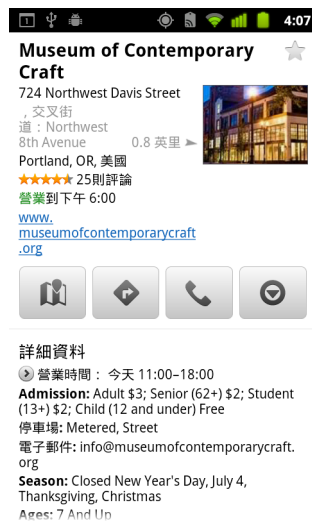 4:07
Museum of Contemporary
Craft
724 Northwest Davis Street
，交叉街
道：Northwest
8th Avenue 0.8 英里
Portland, OR, 美國
25則評論
營業到下午 6:00
www.
museumofcontemporarycraft
.org
詳細資料
營業時間： 今天 11:00–18:00
Admission: Adult $3; Senior (62+) $2; Student
(13+) $2; Child (12 and under) Free
停車場: Metered, Street
電子郵件: info@museumofcontemporarycraft.
org
Season: Closed New Year's Day, July 4,
Thanksgiving, Christmas
Ages: 7 And Up